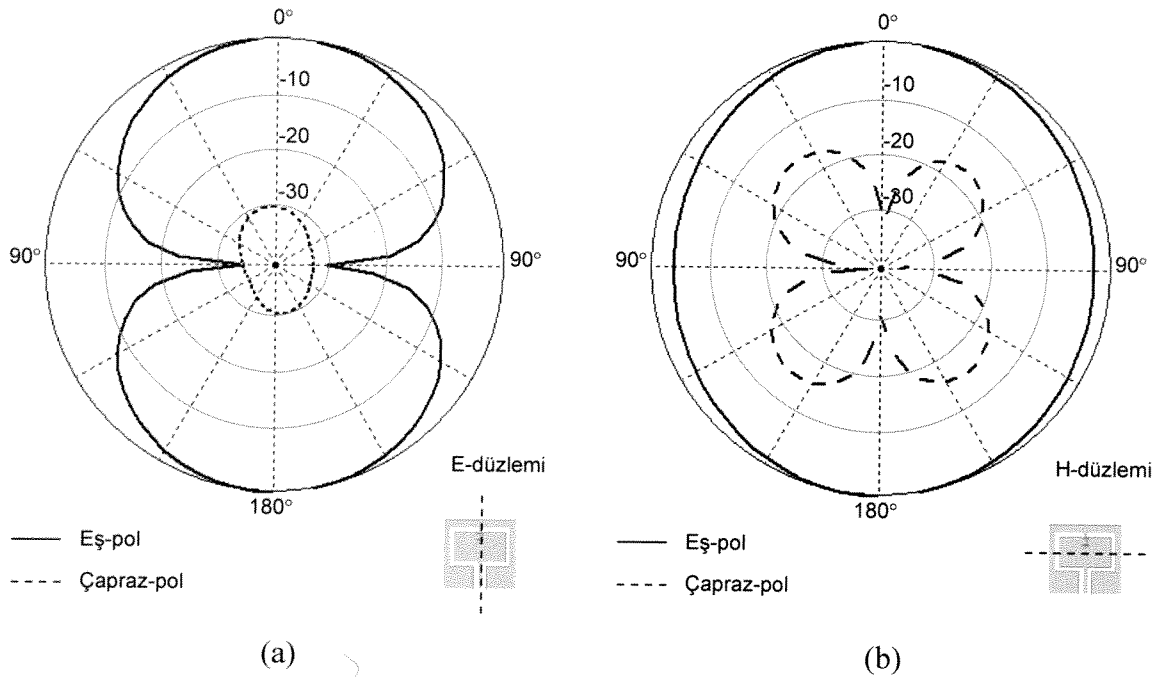 0°
-10
-20
-30
90°
90°
180°
E-düzlemi
Eş-pol
Çapraz-pol
(a)
0°
-10
-20
-30
90°
90°
180°
H-düzlemi
Eş-pol
Çapraz-pol
(b)